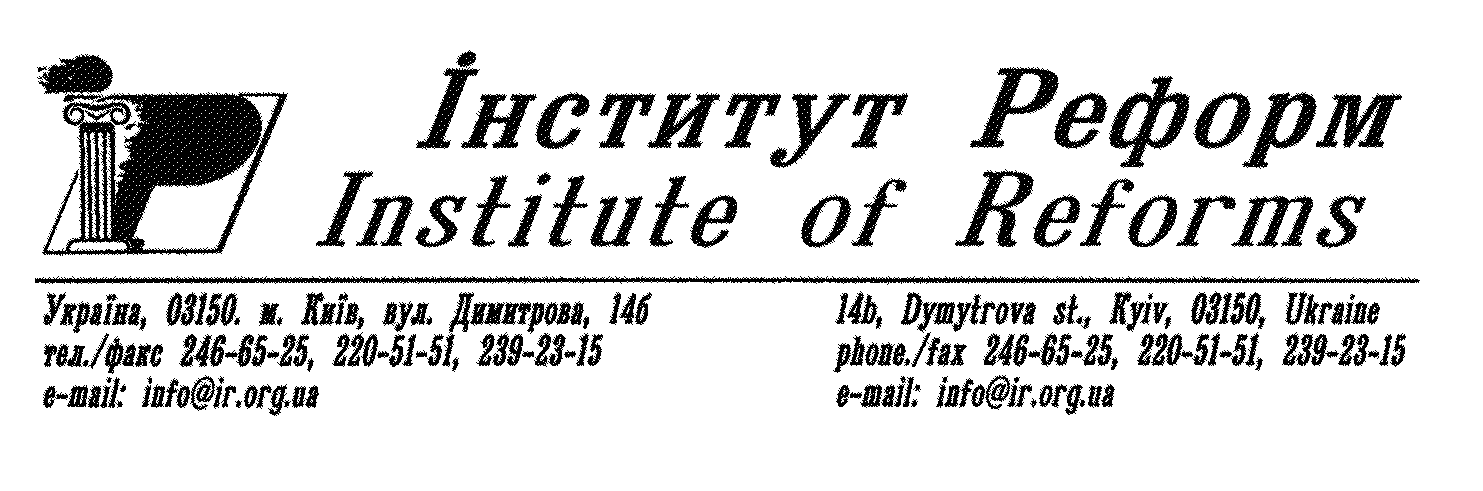 Інститут Реформ
Institute of Reforms
Україна, 03150. м. Київ, вул. Димитрова, 14б
тел./факс 246-65-25, 220-51-51, 239-23-15
e-mail: info@ir.org.ua
14b, Dymytrova st., Kyiv, 03150, Ukraine
phone./fax 246-65-25, 220-51-51, 239-23-15
e-mail: info@ir.org.ua